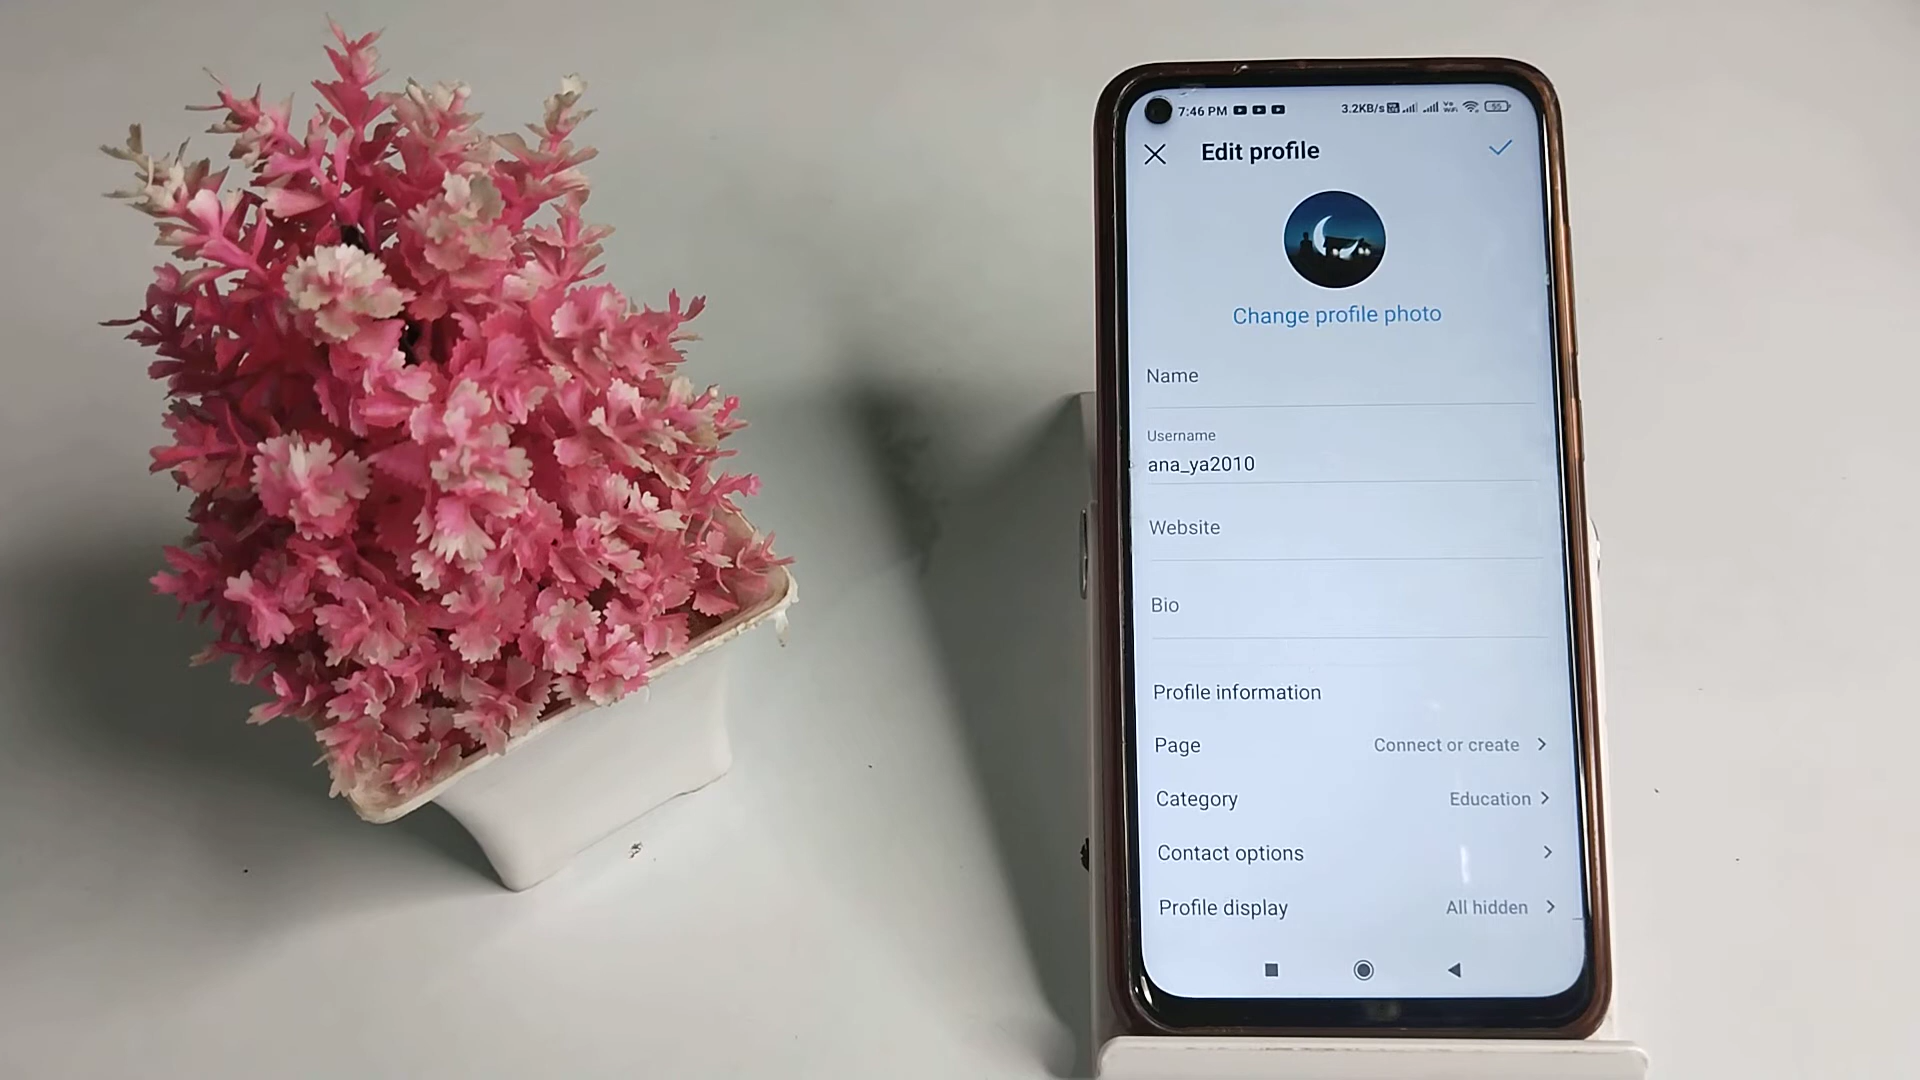 7:46 PM 3.2KB/s 55
Edit profile
Change profile photo
Name
Username
ana_ya2010
Website
Bio
Profile information
Page Connect or create
Category Education
Contact options
Profile display All hidden